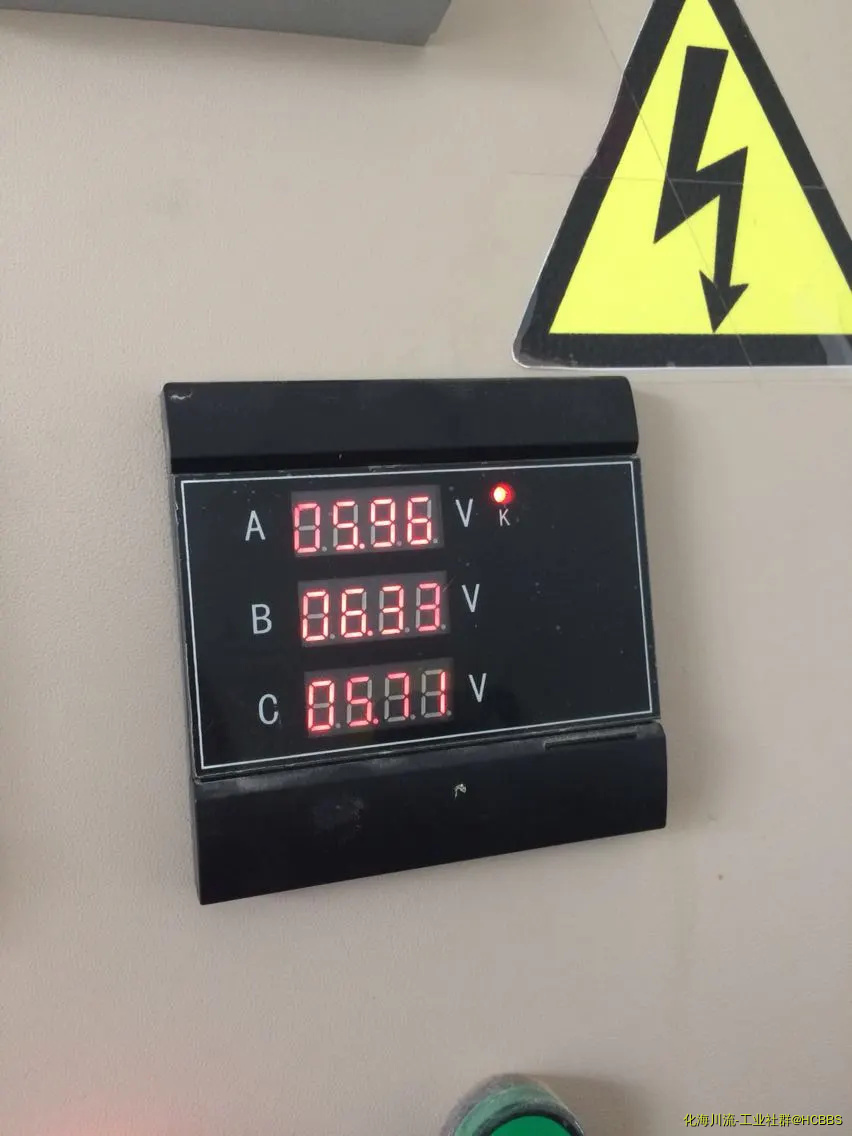 A 05.96 V
K
B 06.33 V
C 05.71 V
化海川流-工业社群@HCBBS